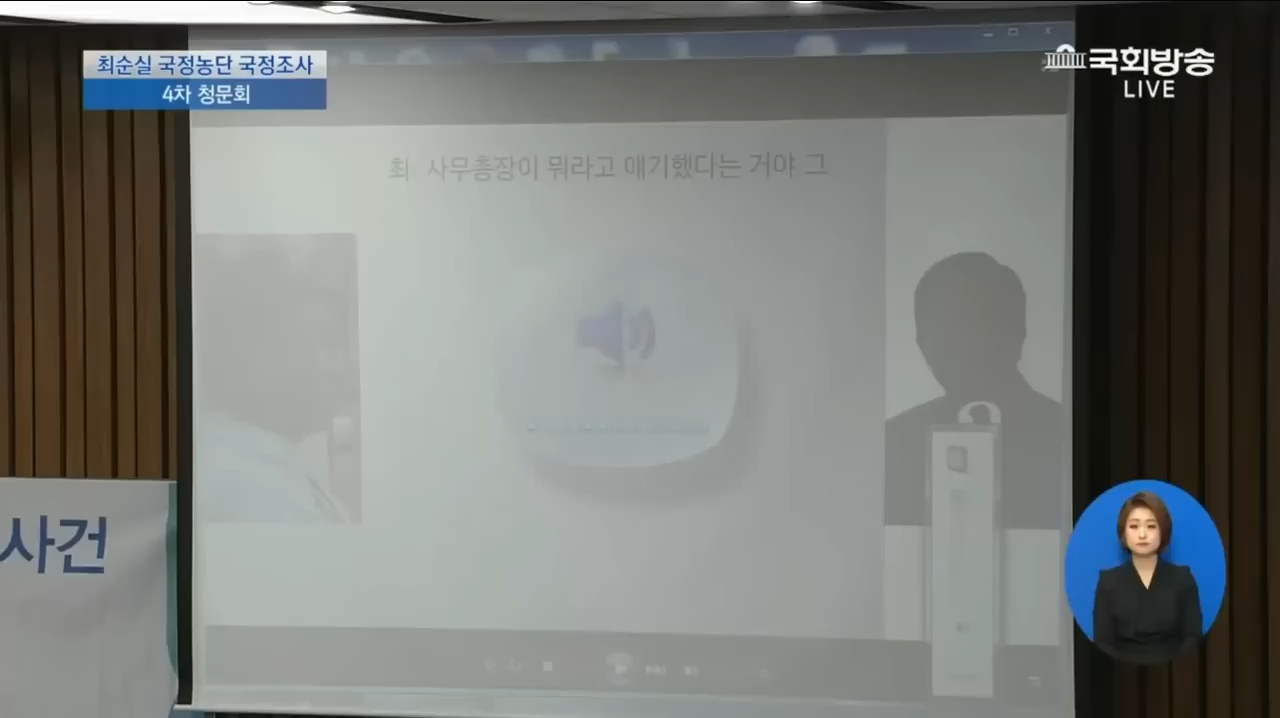 최순실 국정농단 국정조사
4차 청문회
국회방송
LIVE
최 사무총장이 뭐라고 얘기했다는 거야 그
사건